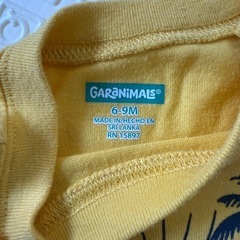 GARANIMALS®
6-9M
MADE IN/HECHO EN
SRI LANKA
RN 15897